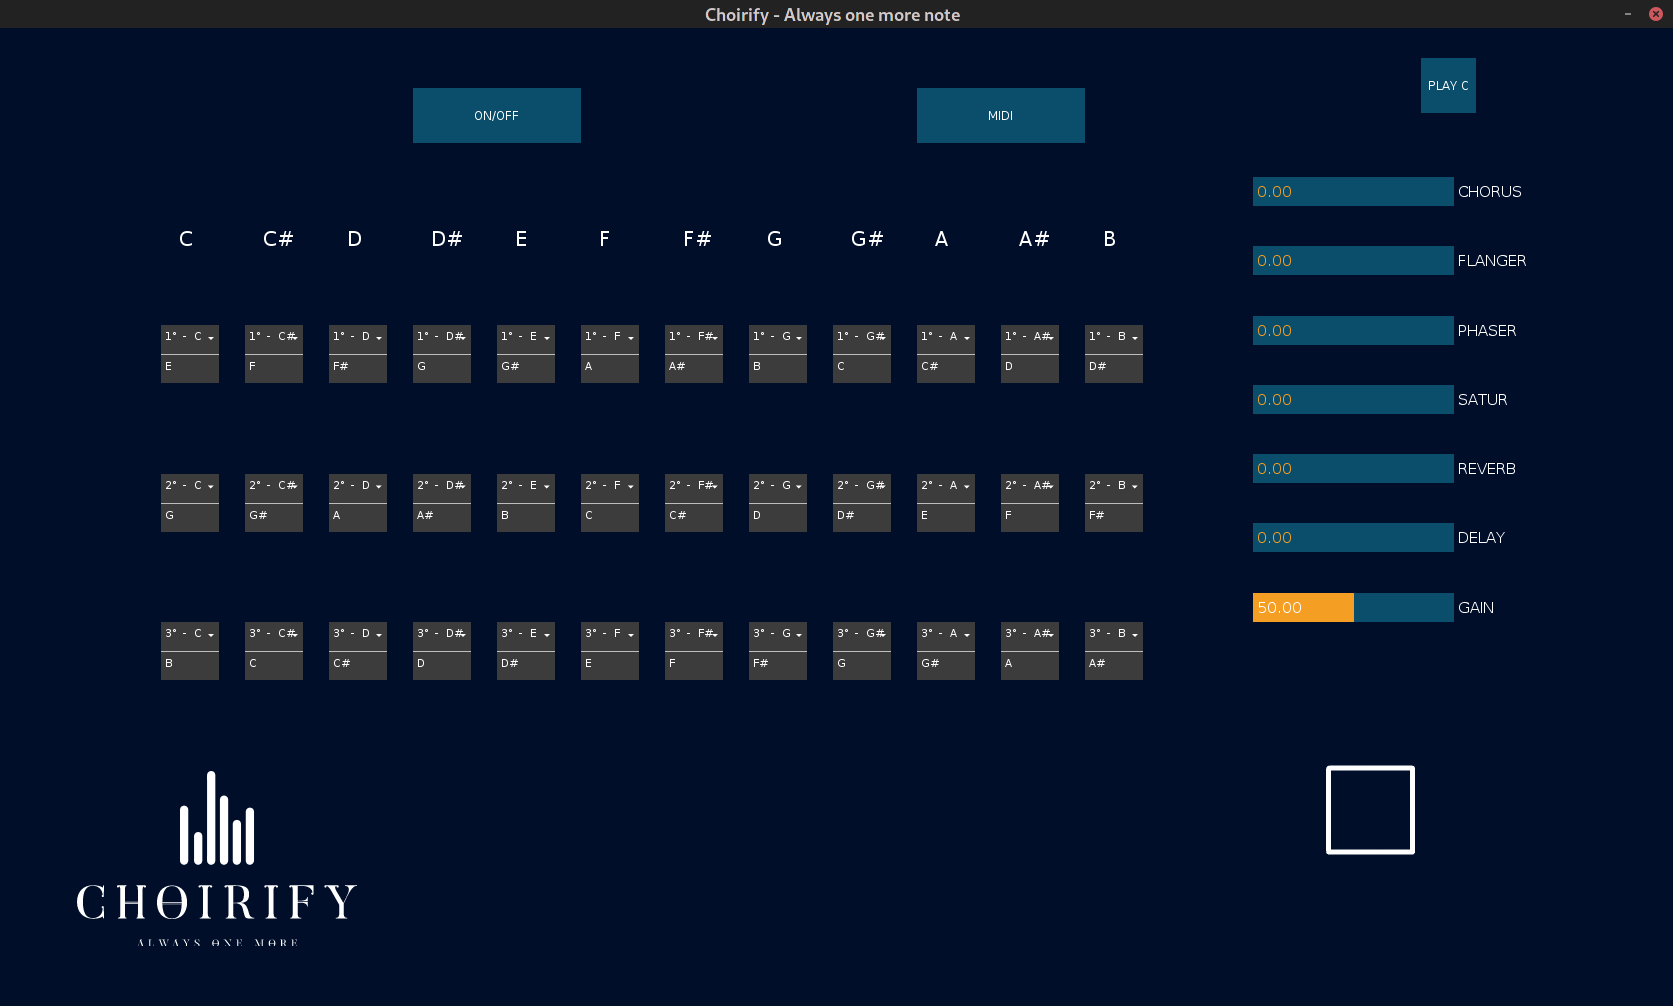 Choirify - Always one more note
PLAY C
ON/OFF MIDI
0.00 CHORUS
C C# D D# E F F# G G# A A# B
0.00 FLANGER
0.00 PHASER
1° - C 1° - C# 1° - D 1° - D# 1° - E 1° - F 1° - F# 1° - G 1° - G# 1° - A 1° - A# 1° - B
E F F# G G# A A# B C C# D D#
0.00 SATUR
0.00 REVERB
2° - C 2° - C# 2° - D 2° - D# 2° - E 2° - F 2° - F# 2° - G 2° - G# 2° - A 2° - A# 2° - B
G G# A A# B C C# D D# E F F#
0.00 DELAY
50.00 GAIN
3° - C 3° - C# 3° - D 3° - D# 3° - E 3° - F 3° - F# 3° - G 3° - G# 3° - A 3° - A# 3° - B
B C C# D D# E F F# G G# A A#
CHOIRIFY
ALWAYS ONE MORE